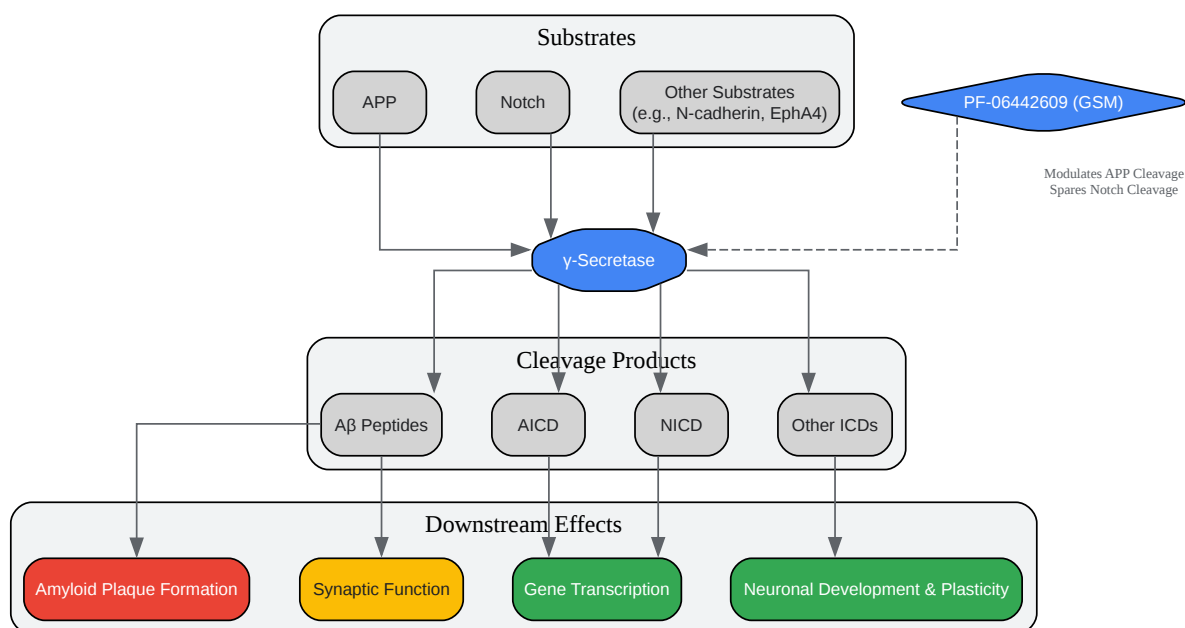 Substrates
APP
Notch
Other Substrates
(e.g., N-cadherin, EphA4)
PF-06442609 (GSM)
Modulates APP Cleavage
Spares Notch Cleavage
γ-Secretase
Cleavage Products
Aβ Peptides
AICD
NICD
Other ICDs
Downstream Effects
Amyloid Plaque Formation
Synaptic Function
Gene Transcription
Neuronal Development & Plasticity